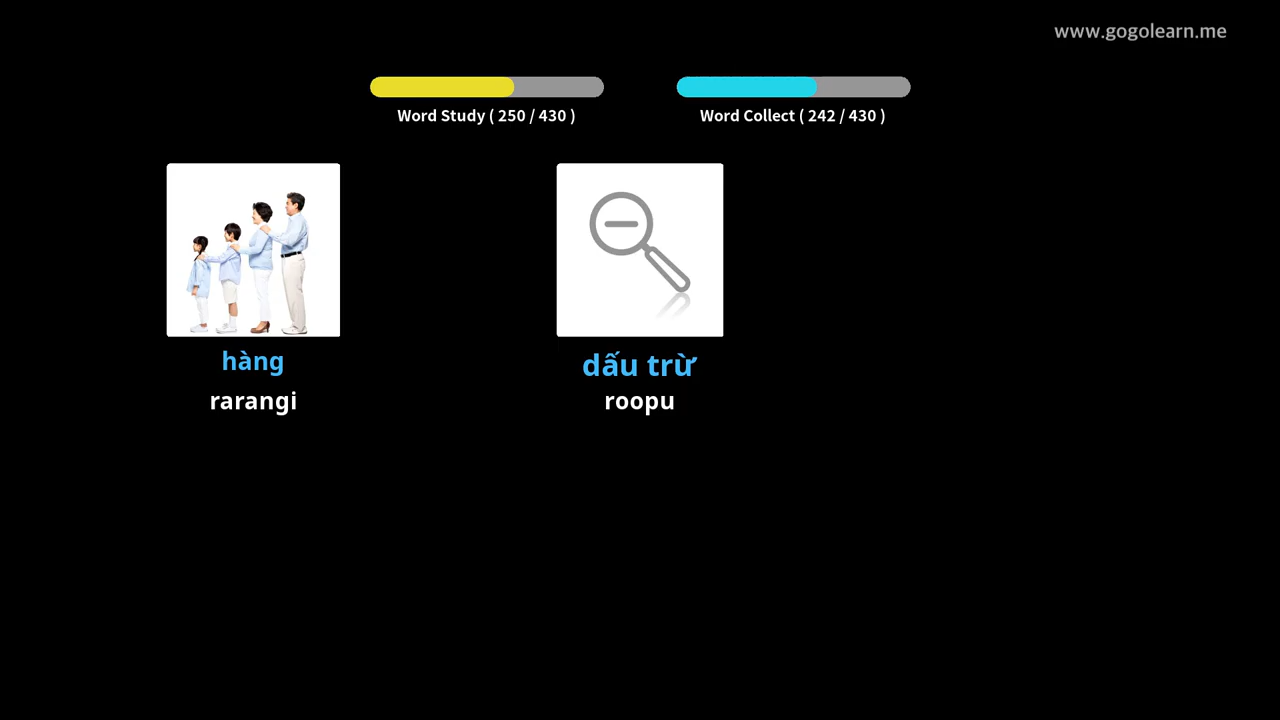 www.gogolearn.me
Word Study ( 250 / 430 )
Word Collect ( 242 / 430 )
hàng
rarangi
dấu trừ
roopu